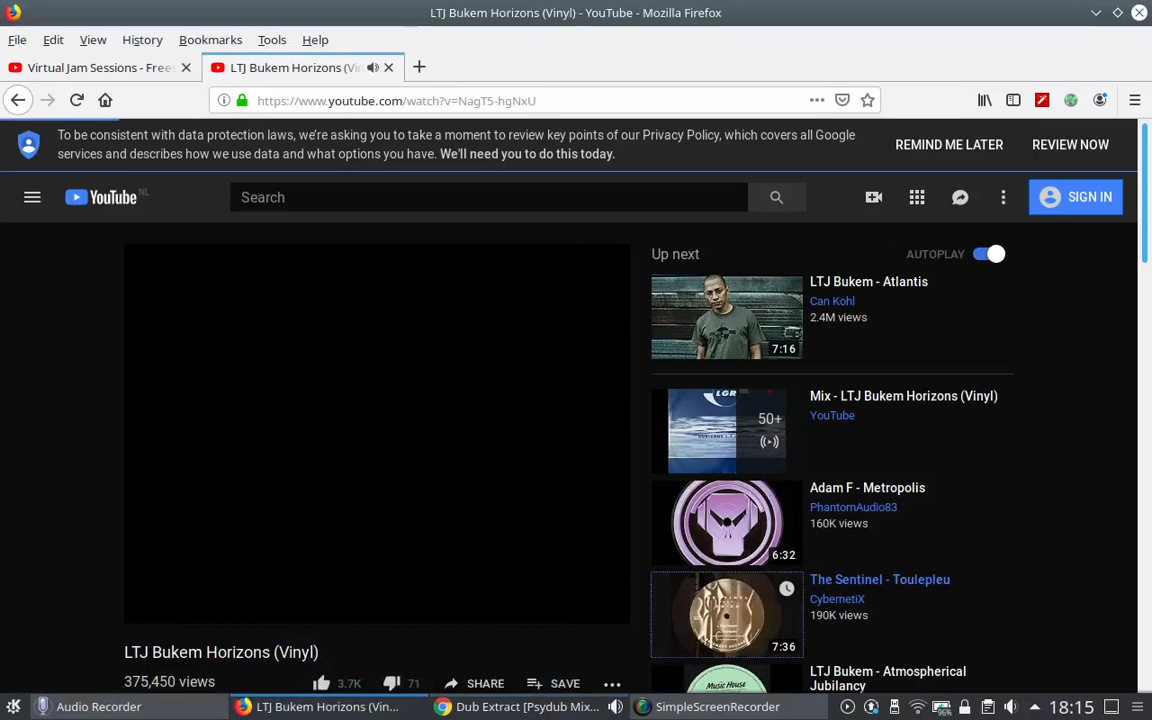 LTJ Bukem Horizons (Vinyl) - YouTube - Mozilla Firefox
File Edit View History Bookmarks Tools Help
Virtual Jam Sessions - Frees
LTJ Bukem Horizons (Vin
https://www.youtube.com/watch?v=NagT5-hgNxU
To be consistent with data protection laws, we're asking you to take a moment to review key points of our Privacy Policy, which covers all Google
services and describes how we use data and what options you have. We'll need you to do this today.
REMIND ME LATER
REVIEW NOW
YouTube NL
Search
SIGN IN
Up next
AUTOPLAY
LTJ Bukem - Atlantis
Can Kohl
2.4M views
7:16
LGR
50+
Mix - LTJ Bukem Horizons (Vinyl)
YouTube
Adam F - Metropolis
PhantomAudio83
160K views
6:32
The Sentinel - Toulepleu
CybernetiX
190K views
7:36
Music House
LTJ Bukem - Atmospherical
Jubilancy
LTJ Bukem Horizons (Vinyl)
375,450 views
3.7K
71
SHARE
SAVE
Audio Recorder
LTJ Bukem Horizons (Vin...
Dub Extract [Psydub Mix...
SimpleScreenRecorder
96%
18:15